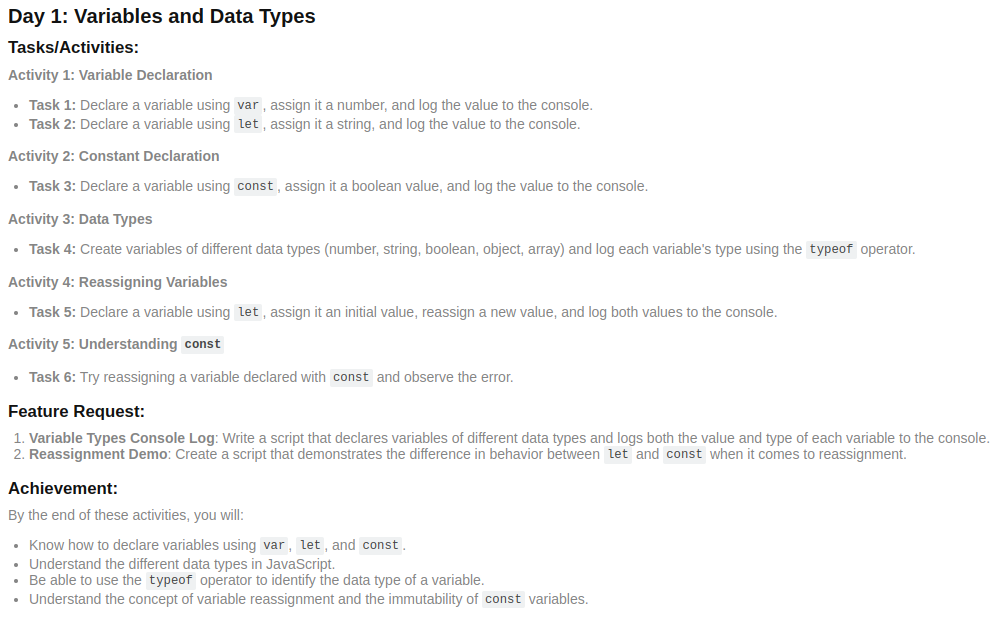 Day 1: Variables and Data Types
Tasks/Activities:
Activity 1: Variable Declaration
• Task 1: Declare a variable using var, assign it a number, and log the value to the console.
• Task 2: Declare a variable using let, assign it a string, and log the value to the console.
Activity 2: Constant Declaration
• Task 3: Declare a variable using const, assign it a boolean value, and log the value to the console.
Activity 3: Data Types
• Task 4: Create variables of different data types (number, string, boolean, object, array) and log each variable's type using the typeof operator.
Activity 4: Reassigning Variables
• Task 5: Declare a variable using let, assign it an initial value, reassign a new value, and log both values to the console.
Activity 5: Understanding const
• Task 6: Try reassigning a variable declared with const and observe the error.
Feature Request:
1. Variable Types Console Log: Write a script that declares variables of different data types and logs both the value and type of each variable to the console.
2. Reassignment Demo: Create a script that demonstrates the difference in behavior between let and const when it comes to reassignment.
Achievement:
By the end of these activities, you will:
• Know how to declare variables using var, let, and const.
• Understand the different data types in JavaScript.
• Be able to use the typeof operator to identify the data type of a variable.
• Understand the concept of variable reassignment and the immutability of const variables.